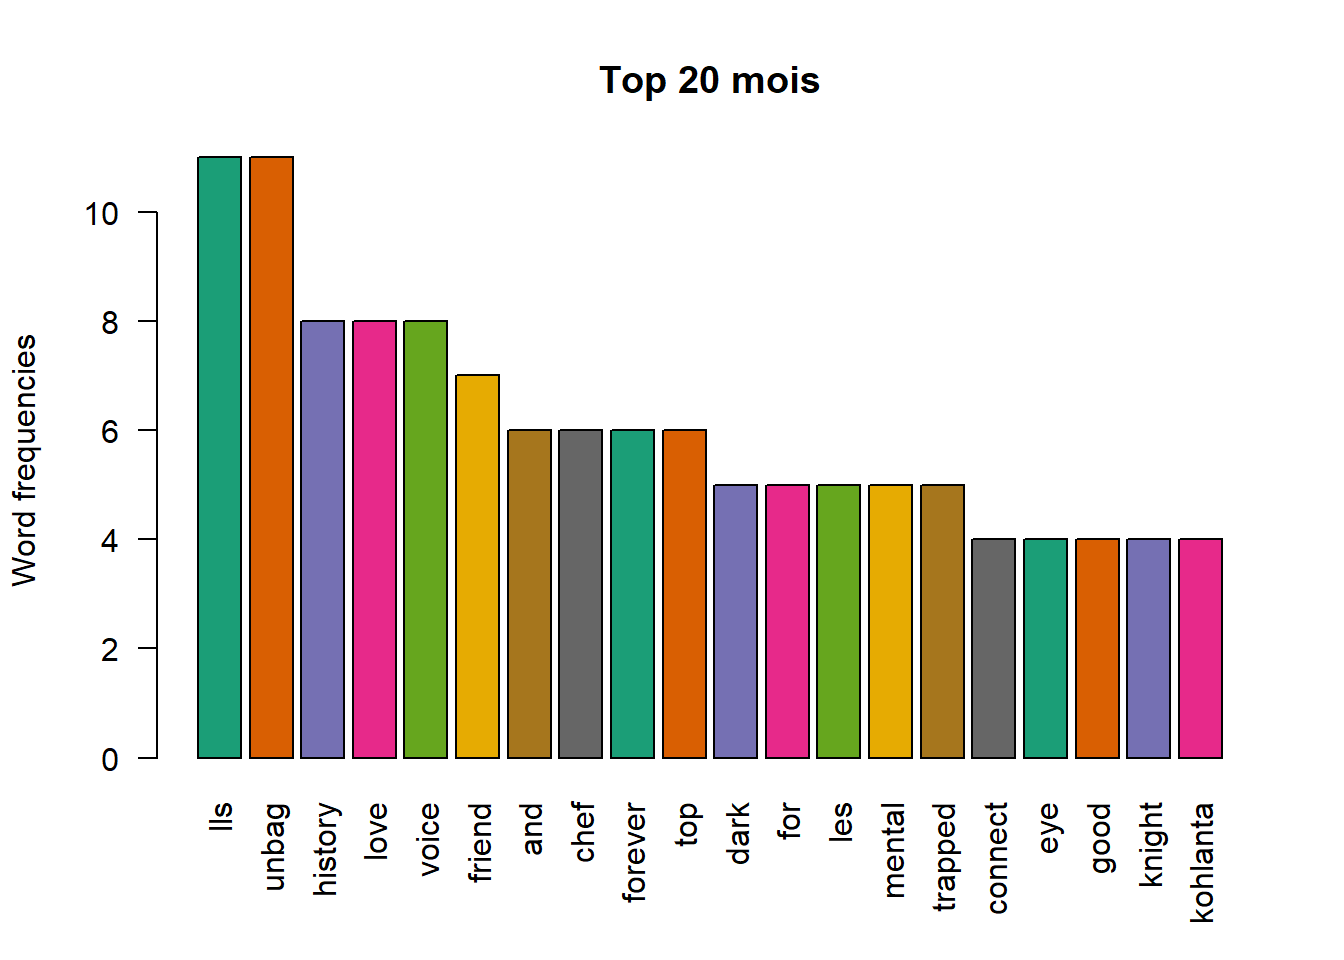 Top 20 mois
Word frequencies
10
8
6
4
2
0
lls
unbag
history
love
voice
friend
and
chef
forever
top
dark
for
les
mental
trapped
connect
eye
good
knight
kohlanta